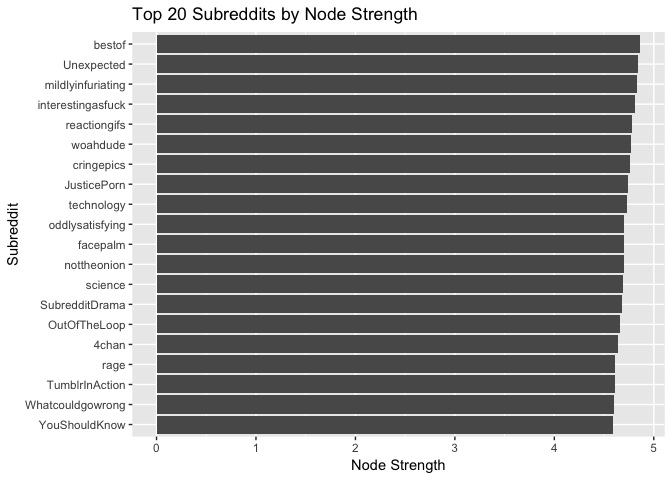 Top 20 Subreddits by Node Strength
Subreddit
bestof
Unexpected
mildlyinfuriating
interestingasfuck
reactiongifs
woahdude
cringepics
JusticePorn
technology
oddlysatisfying
facepalm
nottheonion
science
SubredditDrama
OutOfTheLoop
4chan
rage
TumblrInAction
Whatcouldgowrong
YouShouldKnow
0 1 2 3 4 5
Node Strength